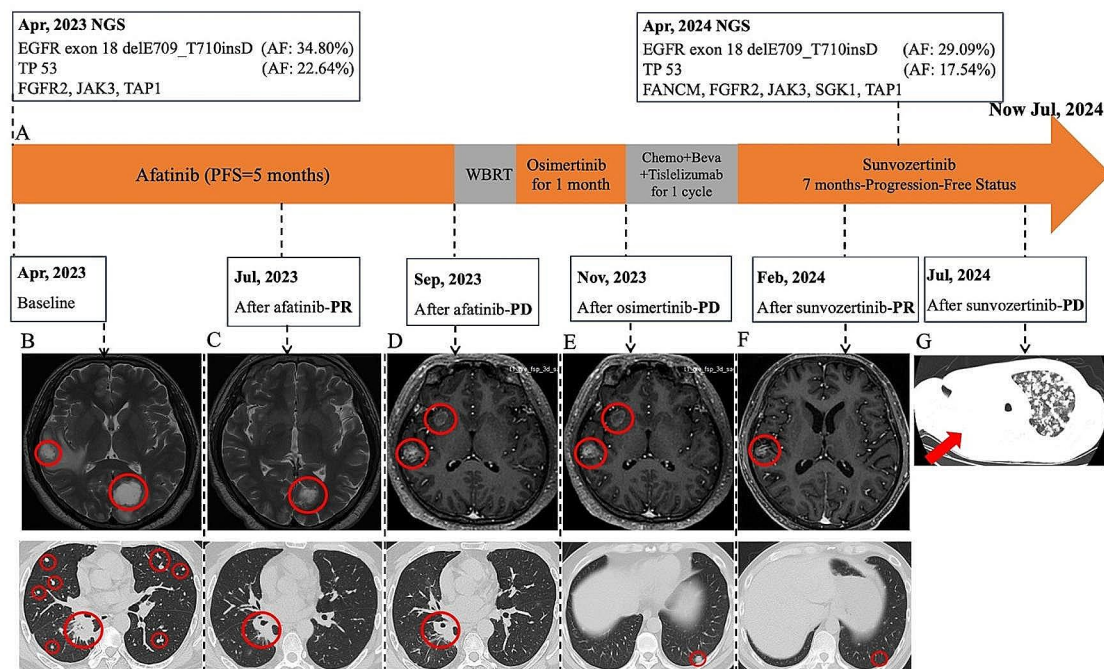 Apr, 2023 NGS
EGFR exon 18 delE709_T710insD (AF: 34.80%)
TP 53 (AF: 22.64%)
FGFR2, JAK3, TAP1
Apr, 2024 NGS
EGFR exon 18 delE709_T710insD (AF: 29.09%)
TP 53 (AF: 17.54%)
FANCM, FGFR2, JAK3, SGK1, TAP1
Now Jul, 2024
A
Afatinib (PFS=5 months)
WBRT
Osimertinib
for 1 month
Chemo+Beva
+Tislelizumab
for 1 cycle
Sunvozertinib
7 months-Progression-Free Status
Apr, 2023
Baseline
Jul, 2023
After afatinib-PR
Sep, 2023
After afatinib-PD
Nov, 2023
After osimertinib-PD
Feb, 2024
After sunvozertinib-PR
Jul, 2024
After sunvozertinib-PD
B
C
D
E
F
G